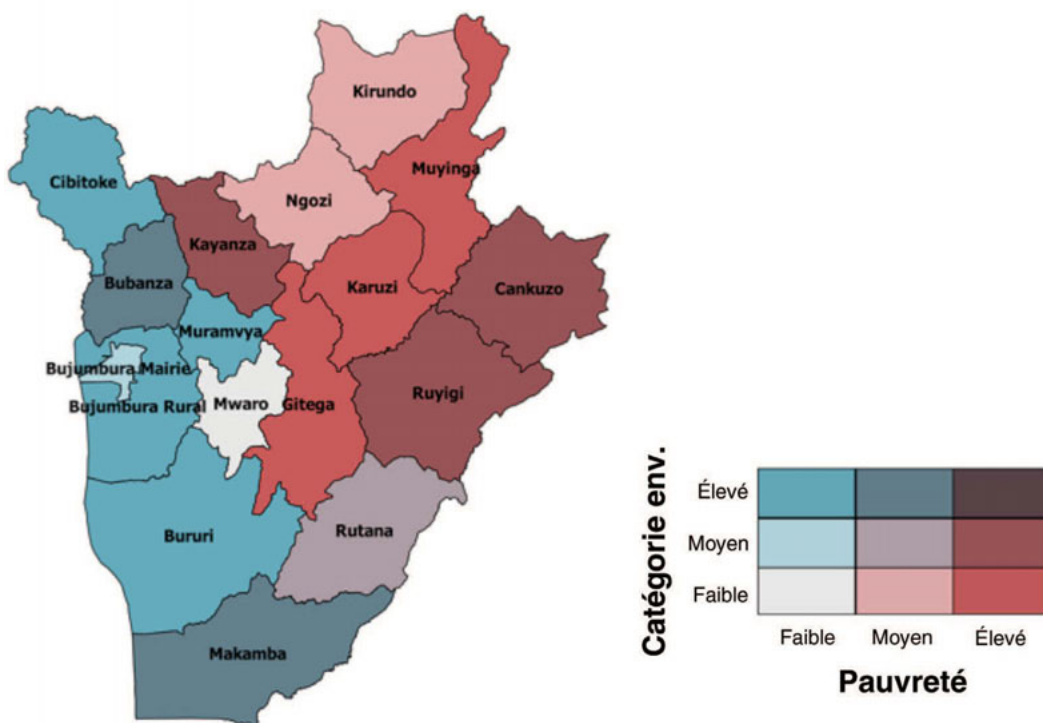 Kirundo
Muyinga
Cibitoke
Ngozi
Kayanza
Bubanza
Karuzi
Cankuzo
Muramvya
Bujumbura Mairie
Bujumbura Rural
Mwaro
Gitega
Ruyigi
Bururi
Rutana
Makamba
Catégorie env.
Élevé
Moyen
Faible
Faible
Moyen
Élevé
Pauvreté